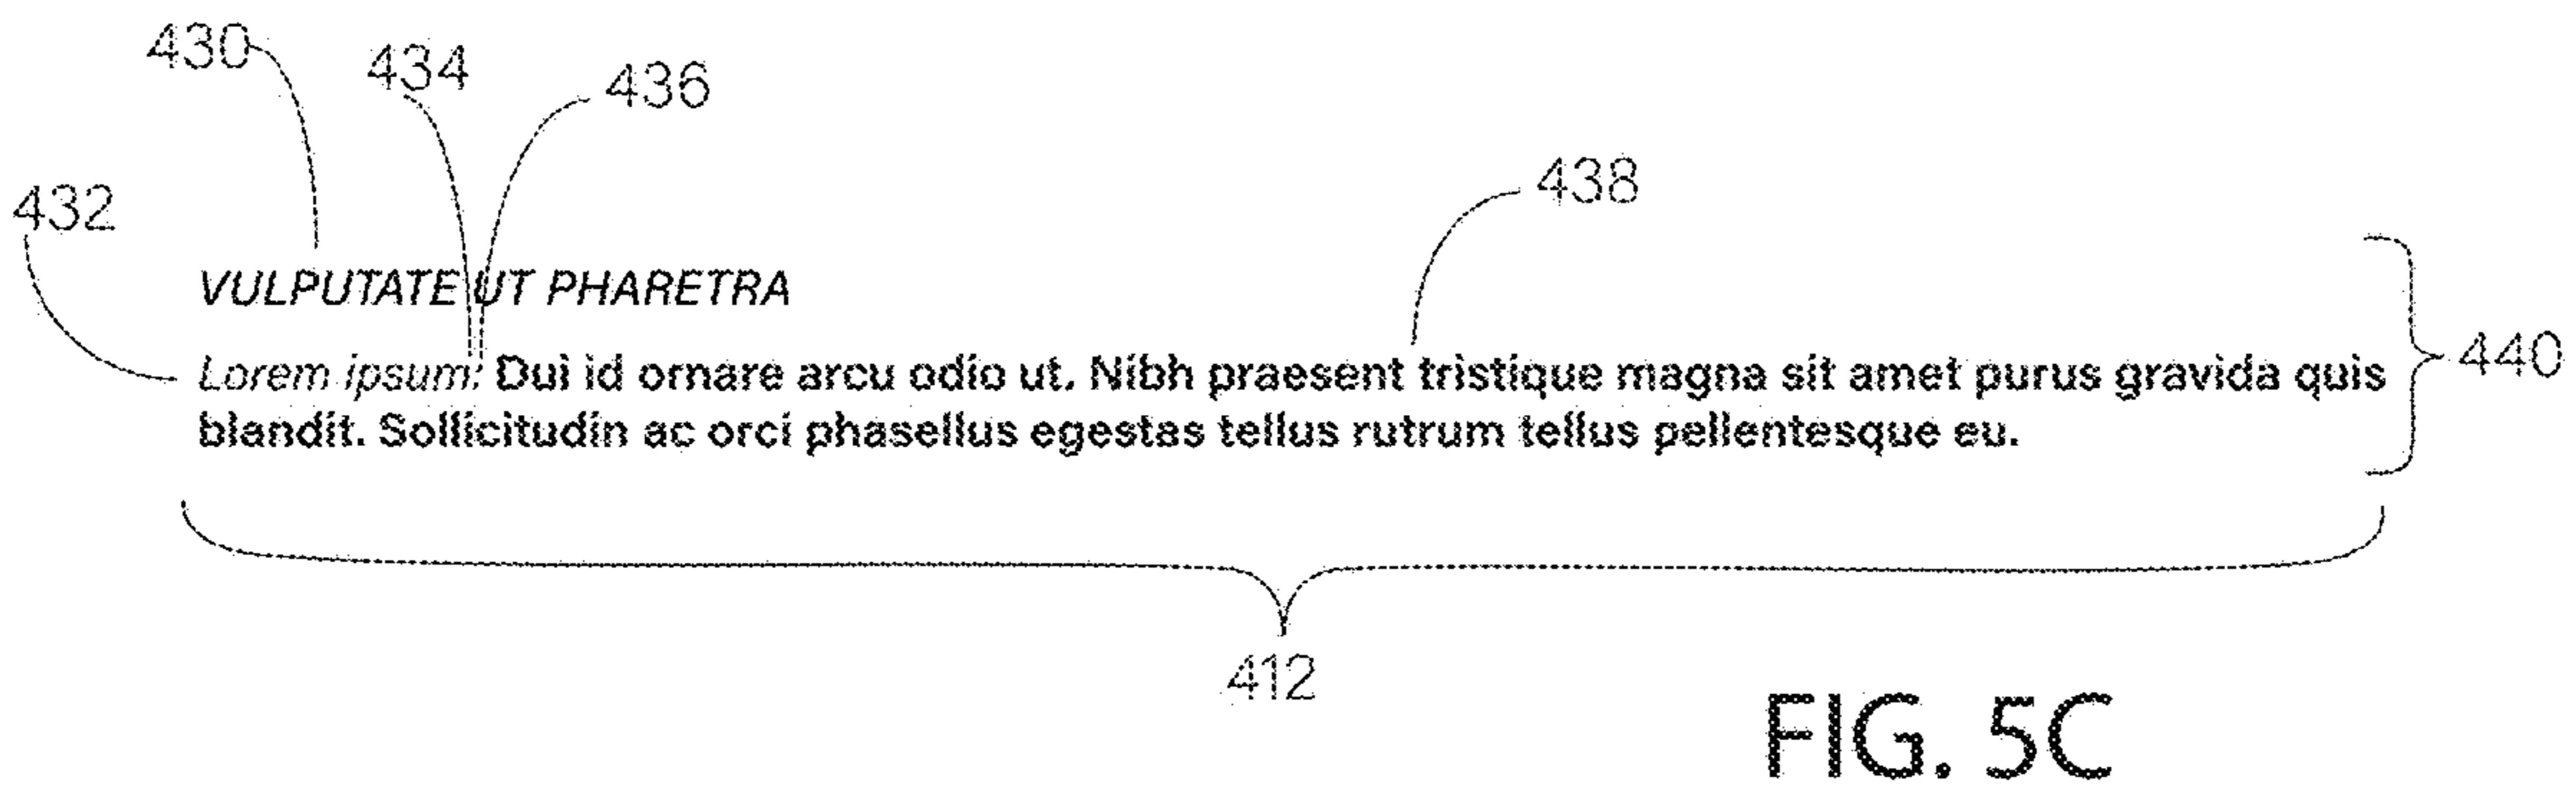 430
434
436
438
432
VULPUTATE UT PHARETRA
Lorem ipsum: Dui id ornare arcu odio ut. Nibh praesent tristique magna sit amet purus gravida quis
blandit. Sollicitudin ac orci phasellus egestas tellus rutrum tellus pellentesque eu.
440
412
FIG. 5C